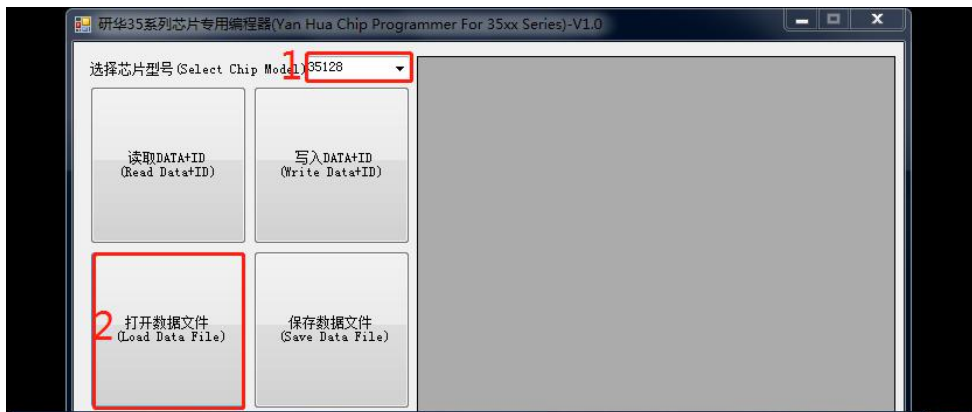 研华35系列芯片专用编程器(Yan Hua Chip Programmer For 35xx Series)-V1.0
选择芯片型号(Select Chip Model)
1
35128
读取DATA+ID
(Read Data+ID)
写入DATA+ID
(Write Data+ID)
2
打开数据文件
(Load Data File)
保存数据文件
(Save Data File)